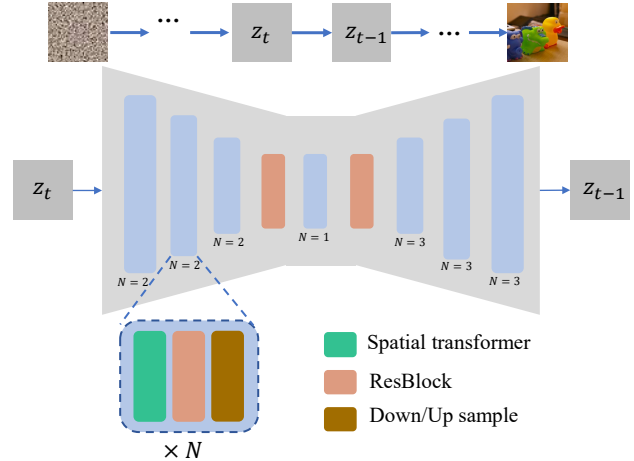 ...
z_t
z_{t-1}
...
z_t
z_{t-1}
N = 2
N = 2
N = 2
N = 1
N = 3
N = 3
N = 3
Spatial transformer
ResBlock
Down/Up sample
× N